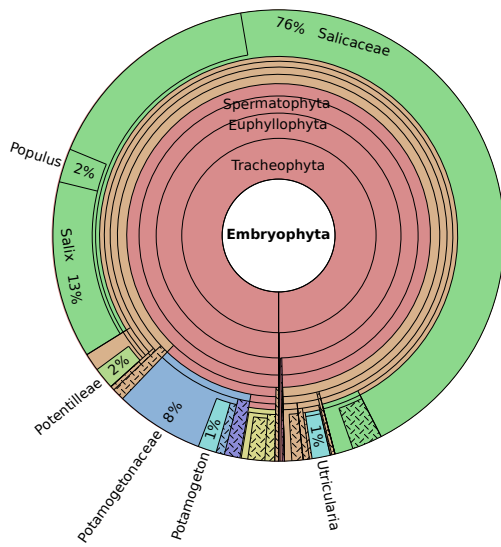 76% Salicaceae
Spermatophyta
Euphyllophyta
Tracheophyta
Embryophyta
Populus 2%
Salix 13%
2%
Potentilleae
8%
Potamogetonaceae
1%
Potamogeton
1%
Utricularia